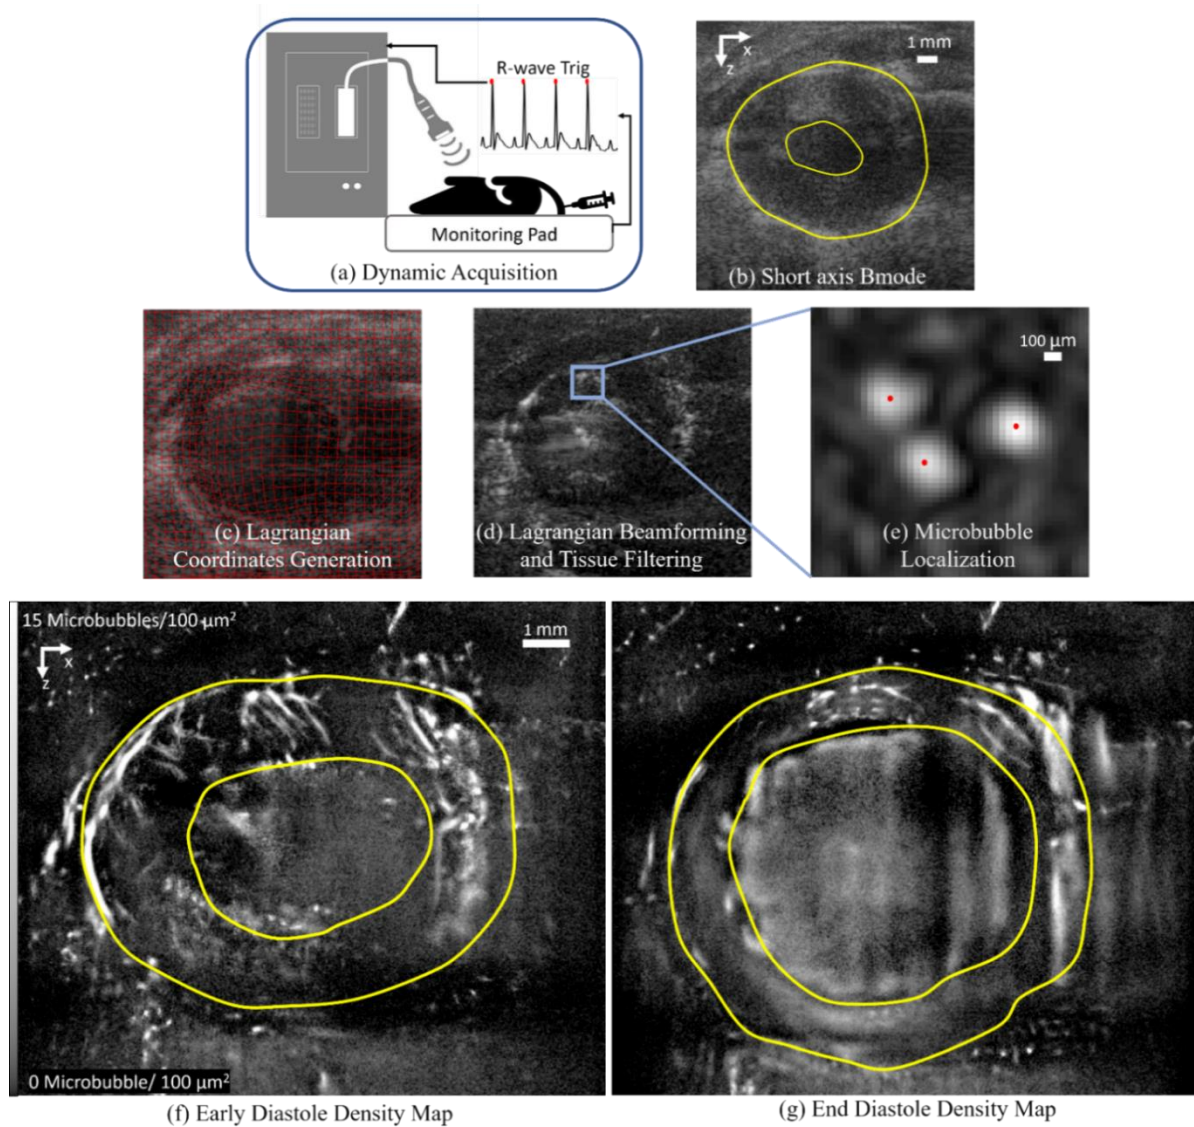 R-wave Trig
Monitoring Pad
(a) Dynamic Acquisition
x
z
1 mm
(b) Short axis Bmode
(c) Lagrangian
Coordinates Generation
(d) Lagrangian Beamforming
and Tissue Filtering
100 µm
(e) Microbubble
Localization
15 Microbubbles/100 µm²
x
z
1 mm
0 Microbubble/ 100 µm²
(f) Early Diastole Density Map
(g) End Diastole Density Map